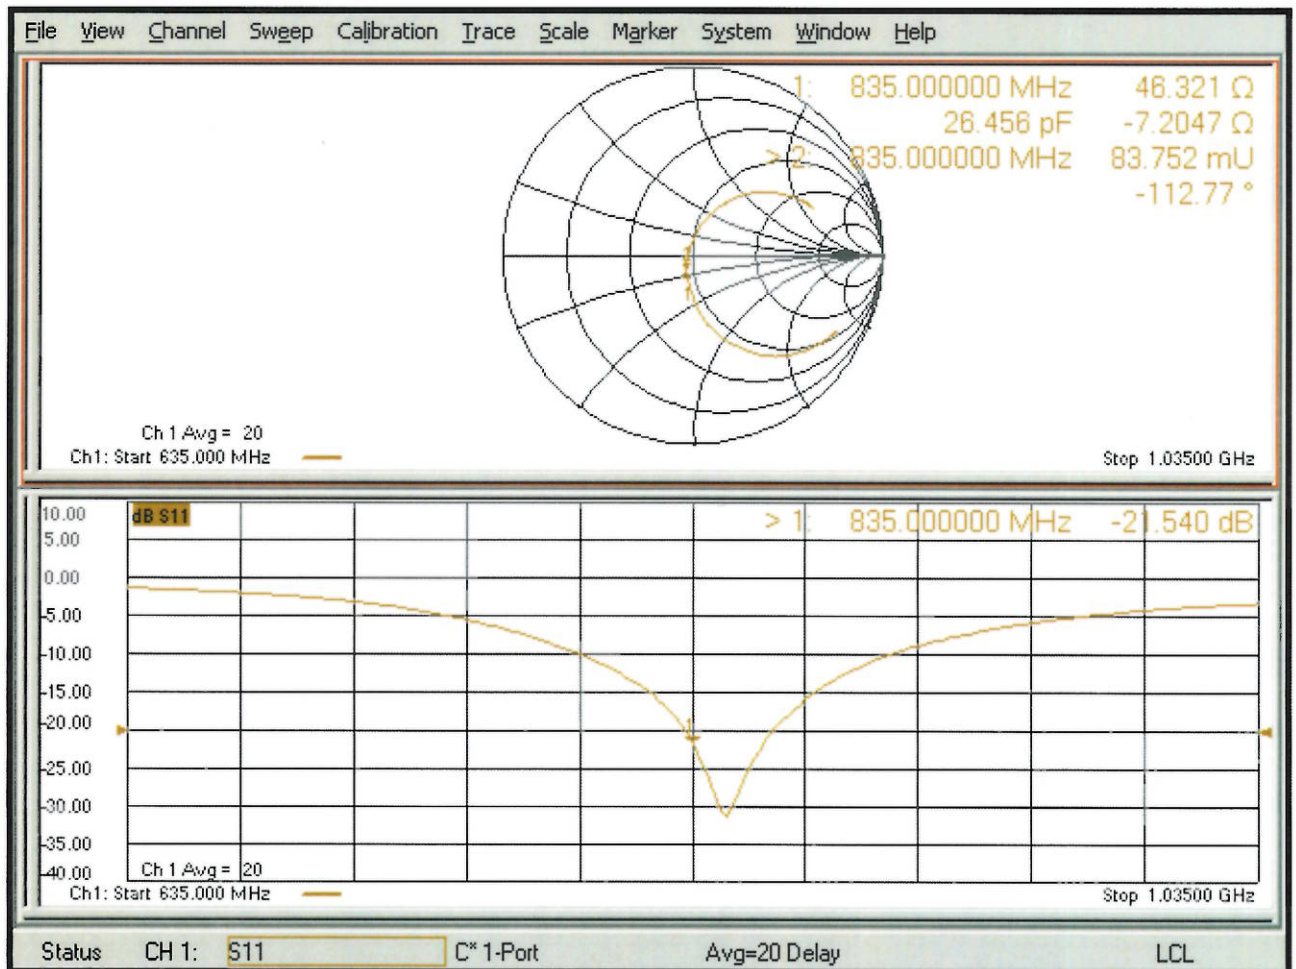 File View Channel Sweep Calibration Trace Scale Marker System Window Help
1: 835.000000 MHz 46.321 Ω
26.456 pF -7.2047 Ω
> 2: 835.000000 MHz 83.752 mU
-112.77 °
Ch 1 Avg = 20
Ch1: Start 635.000 MHz
Stop 1.03500 GHz
10.00
dB S11
> 1: 835.000000 MHz -21.540 dB
5.00
0.00
-5.00
-10.00
-15.00
-20.00
1
-25.00
-30.00
-35.00
-40.00
Ch 1 Avg = 20
Ch1: Start 635.000 MHz
Stop 1.03500 GHz
Status CH 1: S11 C* 1-Port Avg=20 Delay LCL